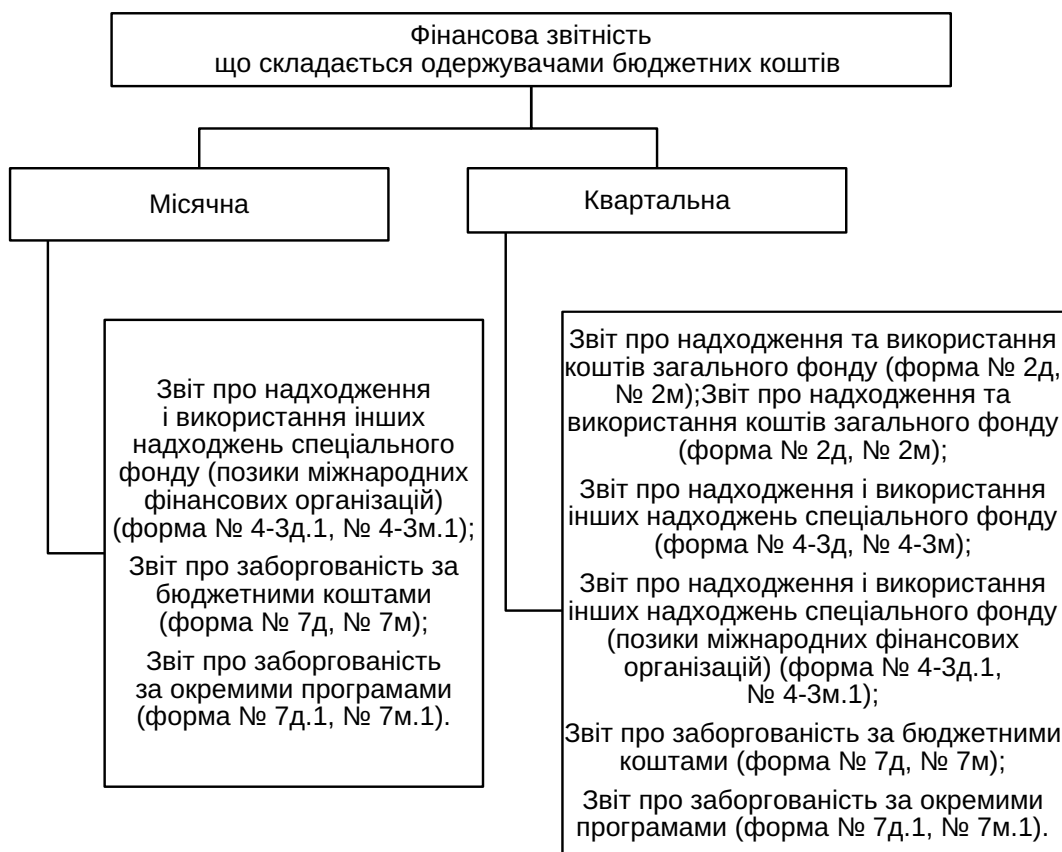 Фінансова звітність
що складається одержувачами бюджетних коштів
Місячна
Квартальна
Звіт про надходження
і використання інших
надходжень спеціального
фонду (позики міжнародних
фінансових організацій)
(форма № 4-3д.1, № 4-3м.1);
Звіт про заборгованість за
бюджетними коштами
(форма № 7д, № 7м);
Звіт про заборгованість
за окремими програмами
(форма № 7д.1, № 7м.1).
Звіт про надходження та використання
коштів загального фонду (форма № 2д,
№ 2м);Звіт про надходження та
використання коштів загального фонду
(форма № 2д, № 2м);
Звіт про надходження і використання
інших надходжень спеціального фонду
(форма № 4-3д, № 4-3м);
Звіт про надходження і використання
інших надходжень спеціального фонду
(позики міжнародних фінансових
організацій) (форма № 4-3д.1,
№ 4-3м.1);
Звіт про заборгованість за бюджетними
коштами (форма № 7д, № 7м);
Звіт про заборгованість за окремими
програмами (форма № 7д.1, № 7м.1).